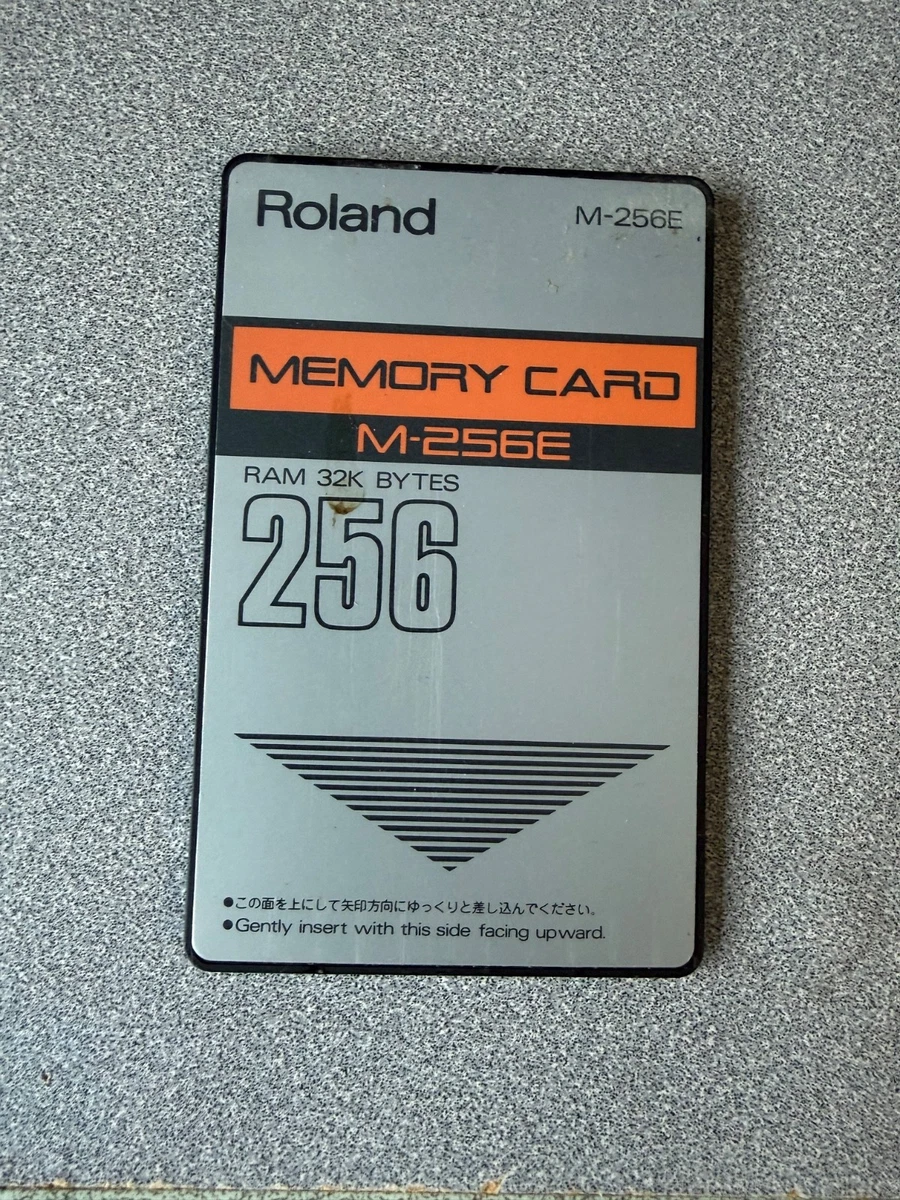 Roland M-256E
MEMORY CARD
M-256E
RAM 32K BYTES
256
●この面を上にして矢印方向にゆっくりと差し込んでください。
●Gently insert with this side facing upward.